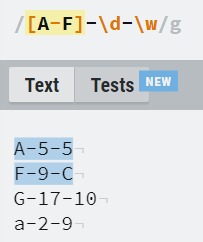 /[A-F]-\d-\w/g
Text Tests NEW
A-5-5¬
F-9-C¬
G-17-10¬
a-2-9¬